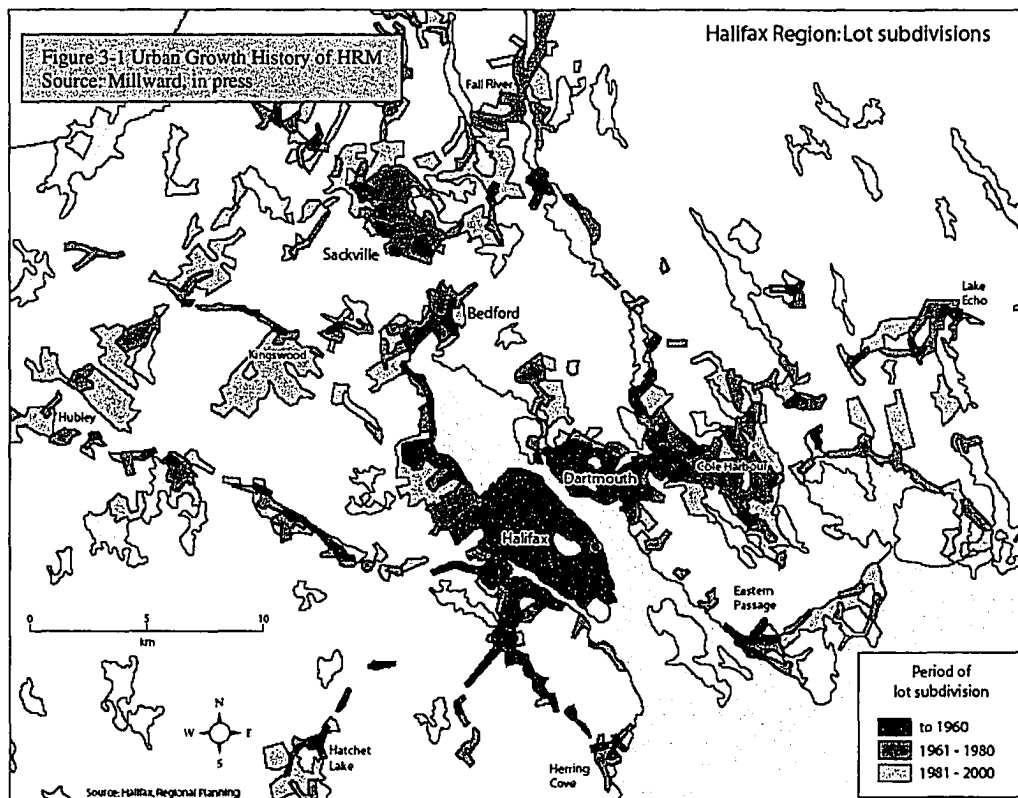 Halifax Region: Lot subdivisions
Figure 3-1 Urban Growth History of HRM
Source: Millward, in press
Fall River
Sackville
Lake
Echo
Bedford
Kingswood
Hubley
Cole Harbour
Dartmouth
Halifax
Eastern
Passage
0 5 10
km
Period of
lot subdivision
to 1960
1961 - 1980
1981 - 2000
N
W E
S
Hatchet
Lake
Herring
Cove
Source: Halifax, Regional Planning